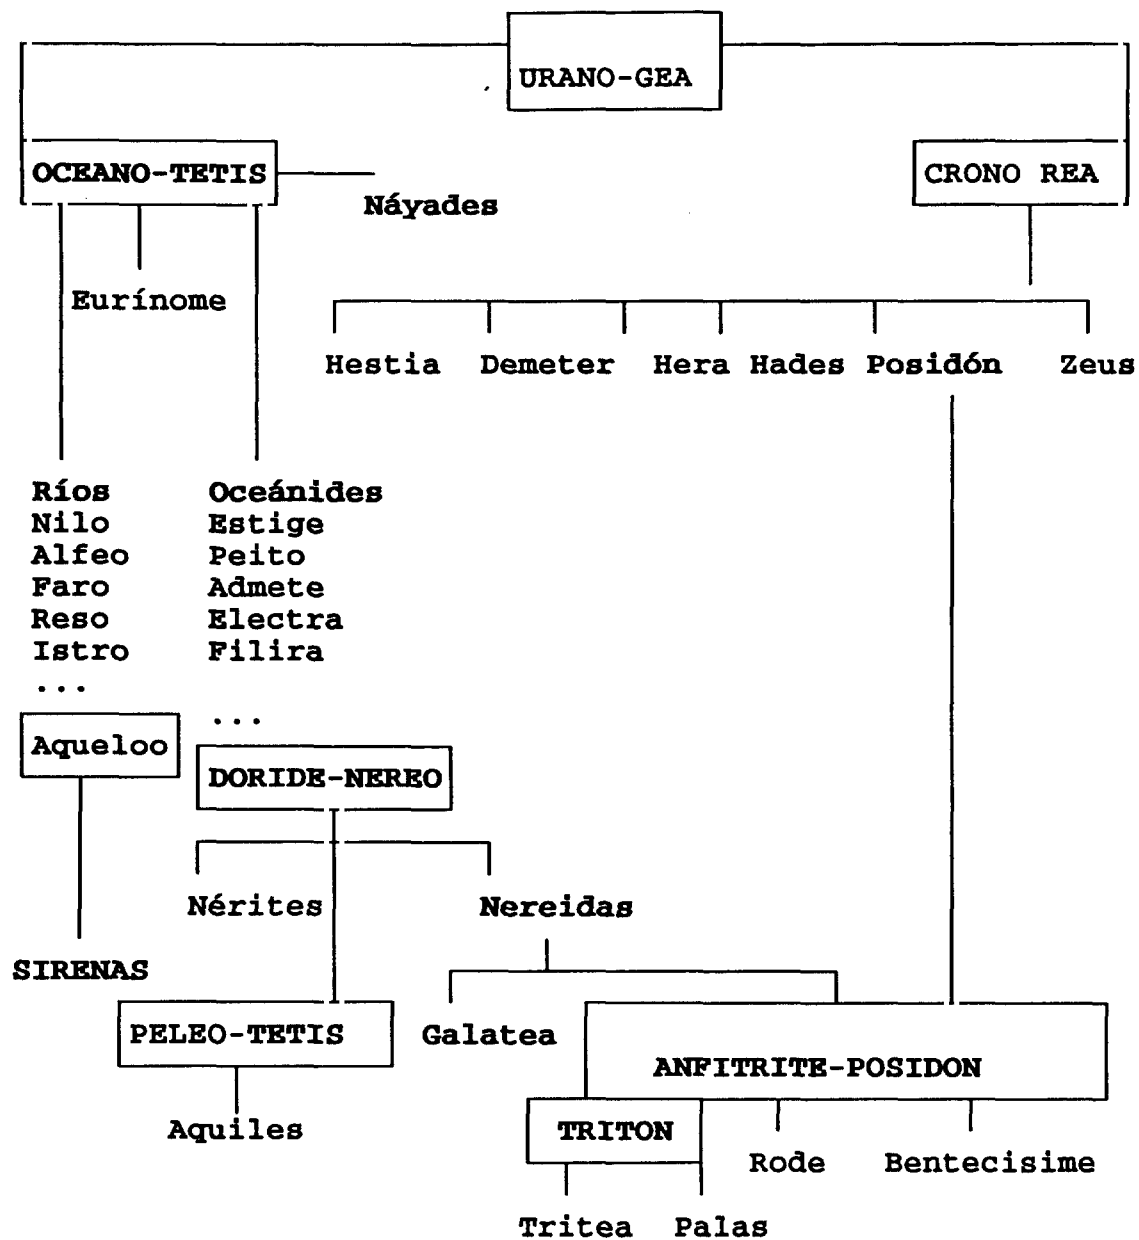 URANO-GEA
OCEANO-TETIS
CRONO REA
Náyades
Eurínome
Hestia Demeter Hera Hades Posidón Zeus
Ríos Oceánides
Nilo Estige
Alfeo Peito
Faro Admete
Reso Electra
Istro Filira
... ...
Aqueloo
DORIDE-NEREO
Nérites Nereidas
SIRENAS
PELEO-TETIS Galatea
ANFITRITE-POSIDON
Aquiles TRITON
Rode Bentecisime
Tritea Palas